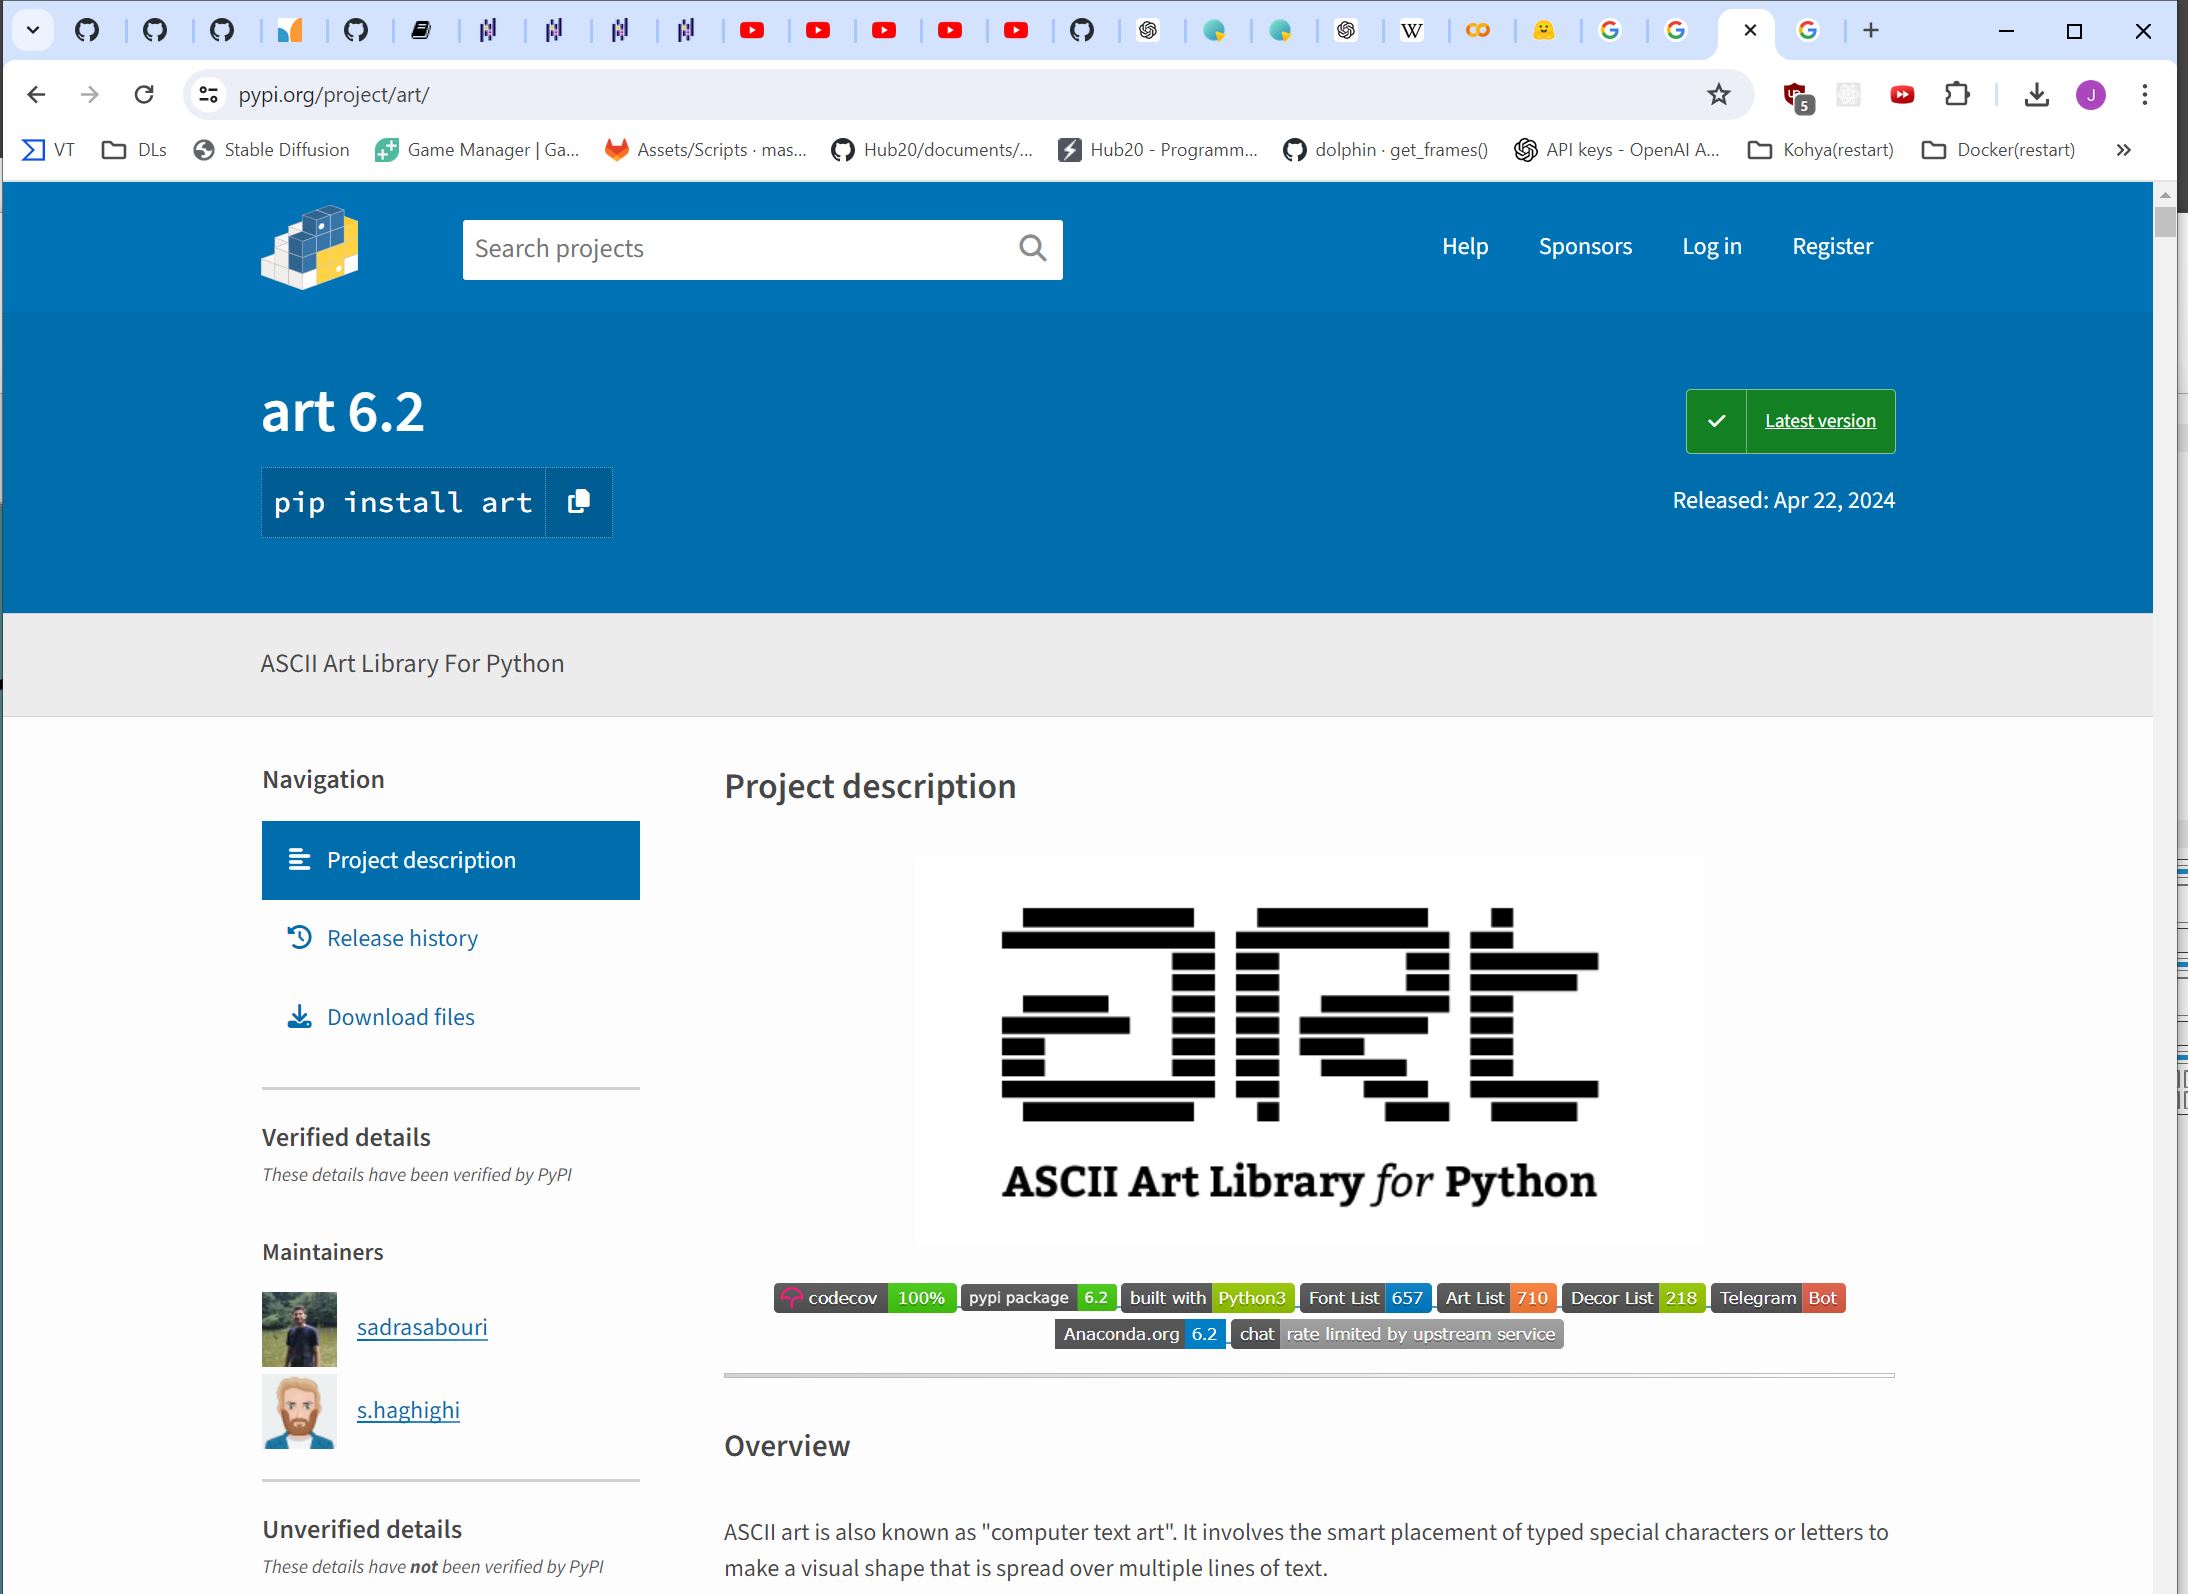 pypi.org/project/art/
5
J
VT
DLs
Stable Diffusion
Game Manager | Ga...
Assets/Scripts · mas...
Hub20/documents/...
Hub20 - Programm...
dolphin · get_frames()
API keys - OpenAI A...
Kohya(restart)
Docker(restart)
Search projects
Help
Sponsors
Log in
Register
art 6.2
Latest version
pip install art
Released: Apr 22, 2024
ASCII Art Library For Python
Navigation
Project description
Release history
Download files
Verified details
These details have been verified by PyPI
Maintainers
sadrasabouri
s.haghighi
Unverified details
These details have not been verified by PyPI
Project description
aRt
ASCII Art Library for Python
codecov 100% pypi package 6.2 built with Python3 Font List 657 Art List 710 Decor List 218 Telegram Bot
Anaconda.org 6.2 chat rate limited by upstream service
Overview
ASCII art is also known as "computer text art". It involves the smart placement of typed special characters or letters to
make a visual shape that is spread over multiple lines of text.